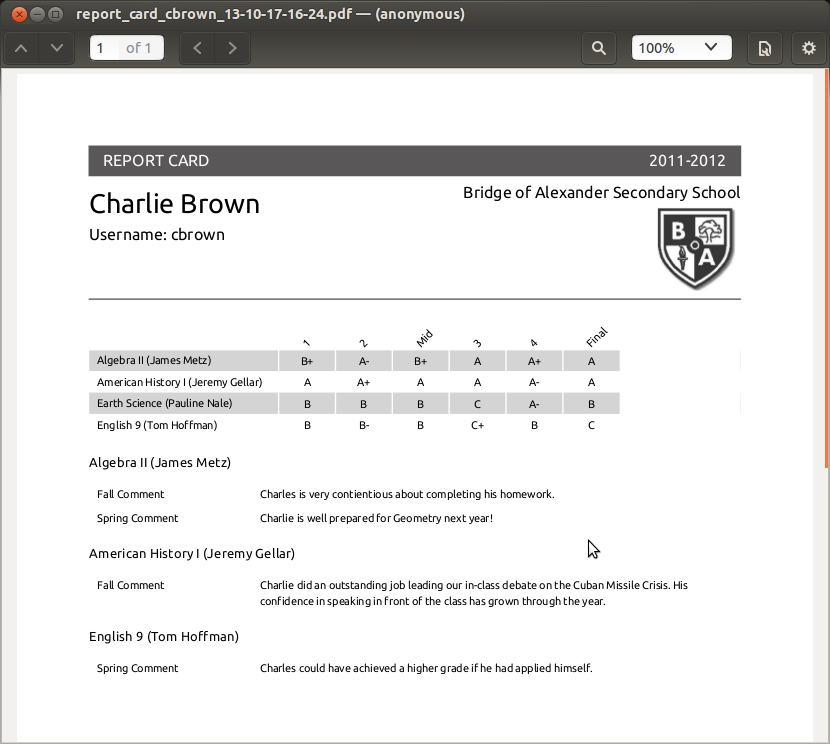 report_card_cbrown_13-10-17-16-24.pdf — (anonymous)
1 of 1 100%
REPORT CARD 2011-2012
Charlie Brown Bridge of Alexander Secondary School
Username: cbrown
B
A
1 2 Mid 3 4 Final
Algebra II (James Metz) B+ A- B+ A A+ A
American History I (Jeremy Gellar) A A+ A A A- A
Earth Science (Pauline Nale) B B B C A- B
English 9 (Tom Hoffman) B B- B C+ B C
Algebra II (James Metz)
Fall Comment Charles is very contientious about completing his homework.
Spring Comment Charlie is well prepared for Geometry next year!
American History I (Jeremy Gellar)
Fall Comment Charlie did an outstanding job leading our in-class debate on the Cuban Missile Crisis. His
confidence in speaking in front of the class has grown through the year.
English 9 (Tom Hoffman)
Spring Comment Charles could have achieved a higher grade if he had applied himself.